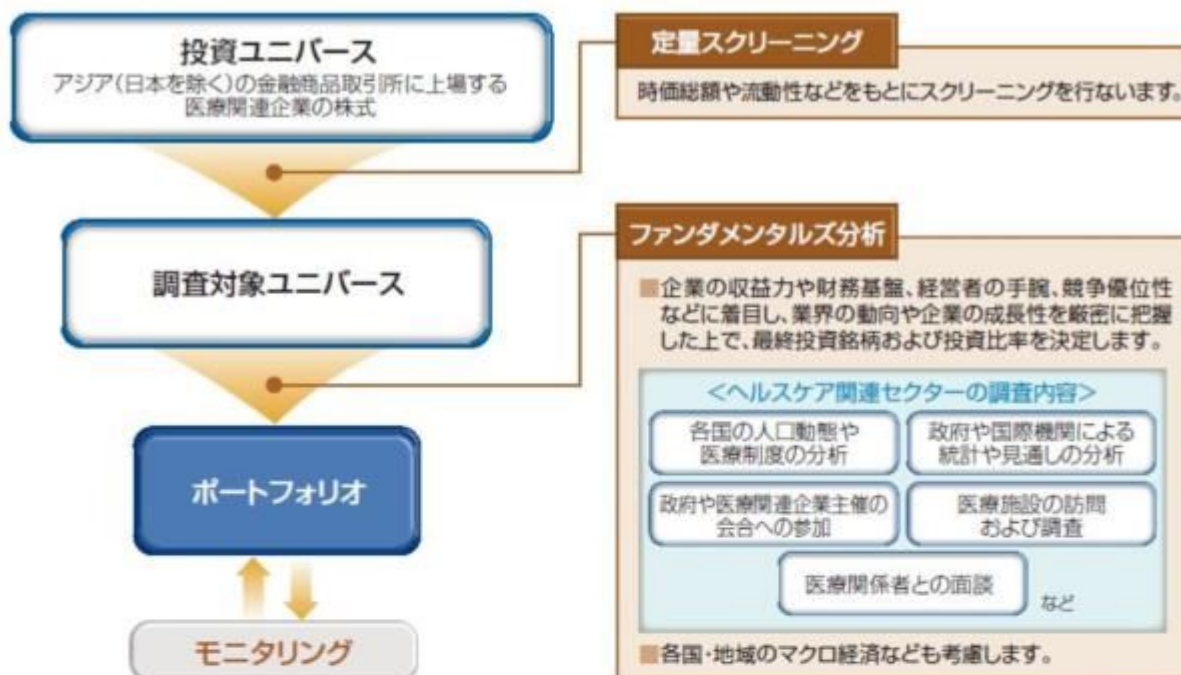 投資ユニバース
アジア(日本を除く)の金融商品取引所に上場する
医療関連企業の株式
定量スクリーニング
時価総額や流動性などをもとにスクリーニングを行ないます。
調査対象ユニバース
ファンダメンタルズ分析
■企業の収益力や財務基盤、経営者の手腕、競争優位性
などに着目し、業界の動向や企業の成長性を厳密に把握
した上で、最終投資銘柄および投資比率を決定します。
<ヘルスケア関連セクターの調査内容>
各国の人口動態や
医療制度の分析
政府や国際機関による
統計や見通しの分析
政府や医療関連企業主催の
会合への参加
医療施設の訪問
および調査
医療関係者との面談
など
■各国・地域のマクロ経済なども考慮します。
ポートフォリオ
モニタリング